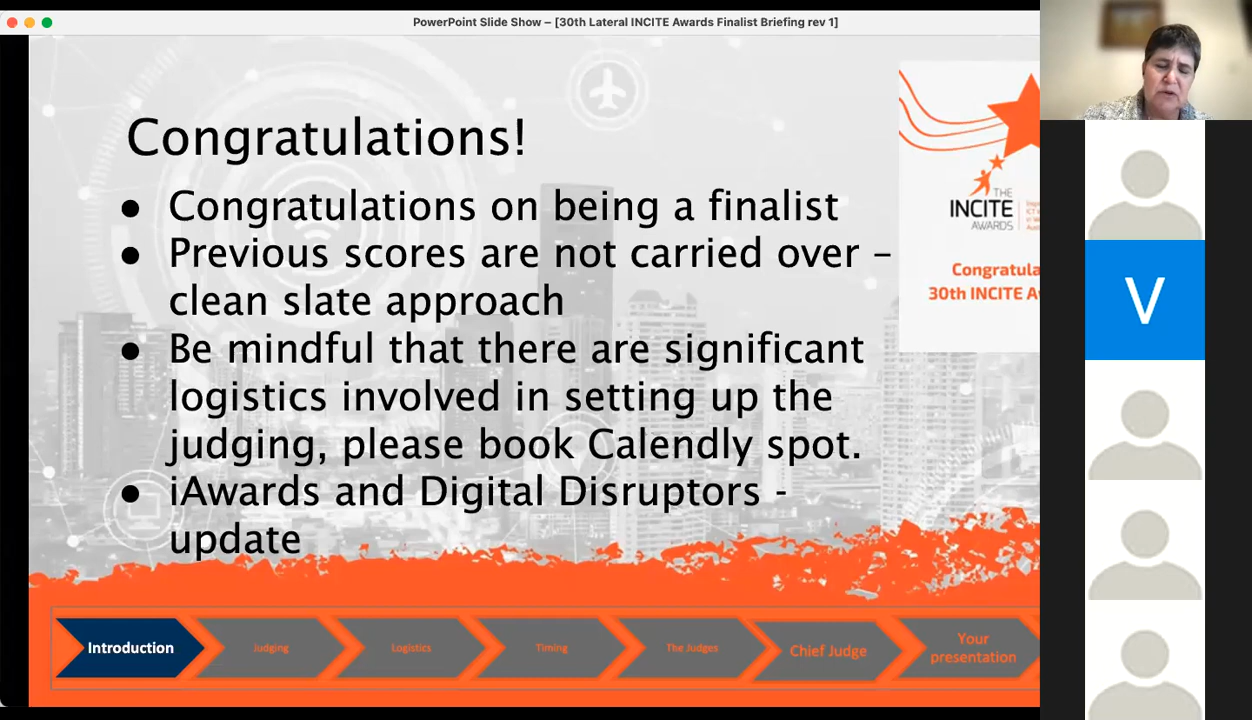 PowerPoint Slide Show – [30th Lateral INCITE Awards Finalist Briefing rev 1]
Congratulations!
● Congratulations on being a finalist
● Previous scores are not carried over –
clean slate approach
● Be mindful that there are significant
logistics involved in setting up the
judging, please book Calendly spot.
● iAwards and Digital Disruptors -
update
THE
INCITE
AWARDS
Congratula
30th INCITE A
V
Introduction
Judging
Logistics
Timing
The Judges
Chief Judge
Your
presentation